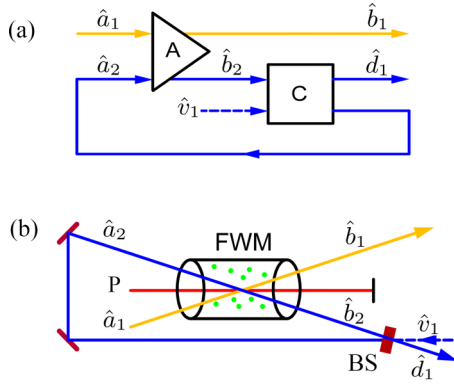 (a)
â₁ A b̂₁
â₂ b̂₂ C d̂₁
v̂₁
(b)
â₂ FWM b̂₁
P
â₁ b̂₂ v̂₁
BS d̂₁